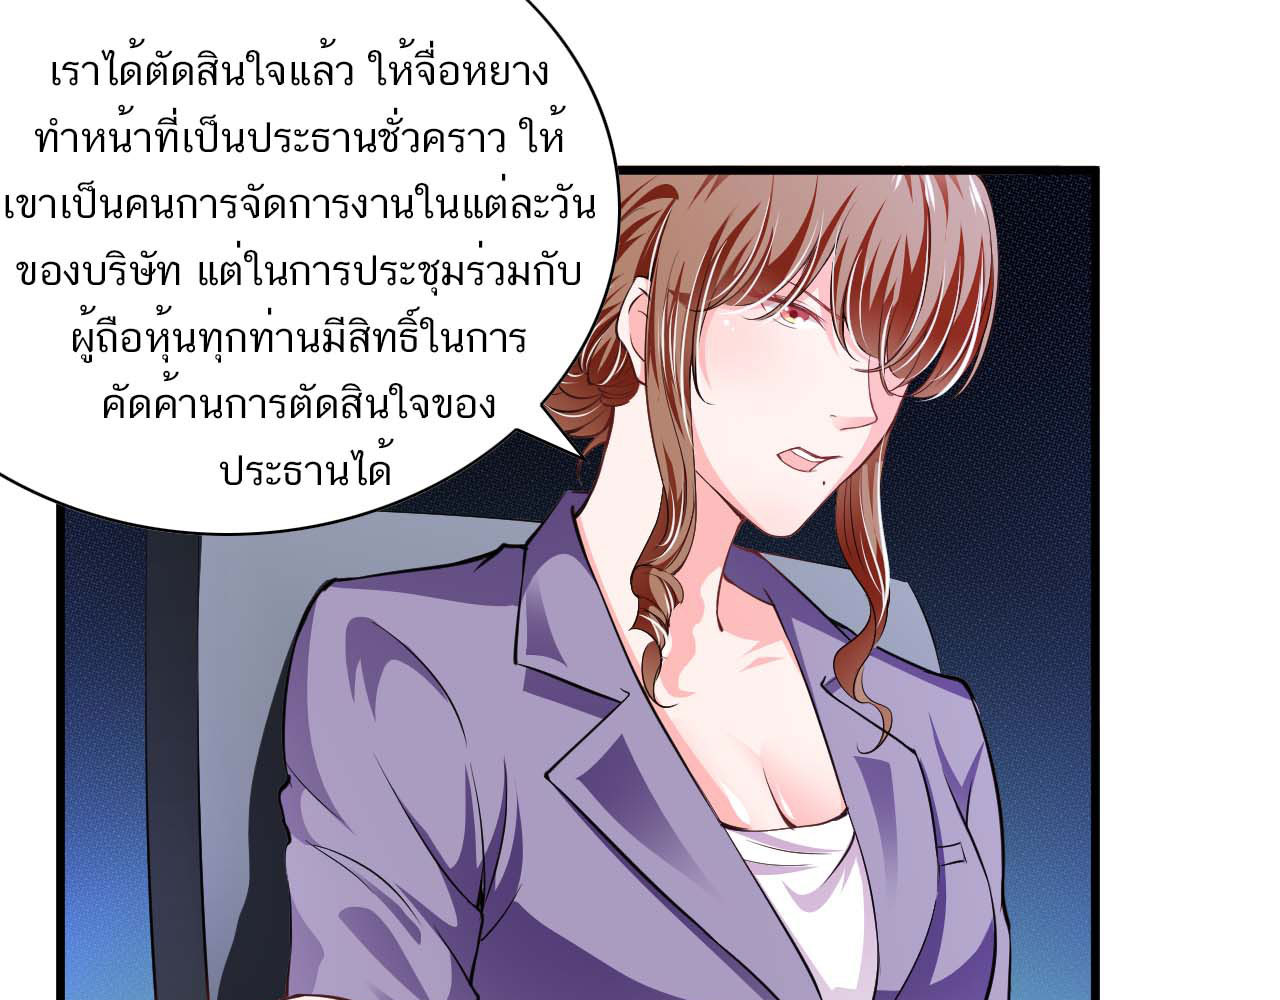 เราได้ตัดสินใจแล้ว ให้จื่อหยาง
ทำหน้าที่เป็นประธานชั่วคราว ให้
เขาเป็นคนการจัดการงานในแต่ละวัน
ของบริษัท แต่ในการประชุมร่วมกับ
ผู้ถือหุ้นทุกท่านมีสิทธิ์ในการ
คัดค้านการตัดสินใจของ
ประธานได้